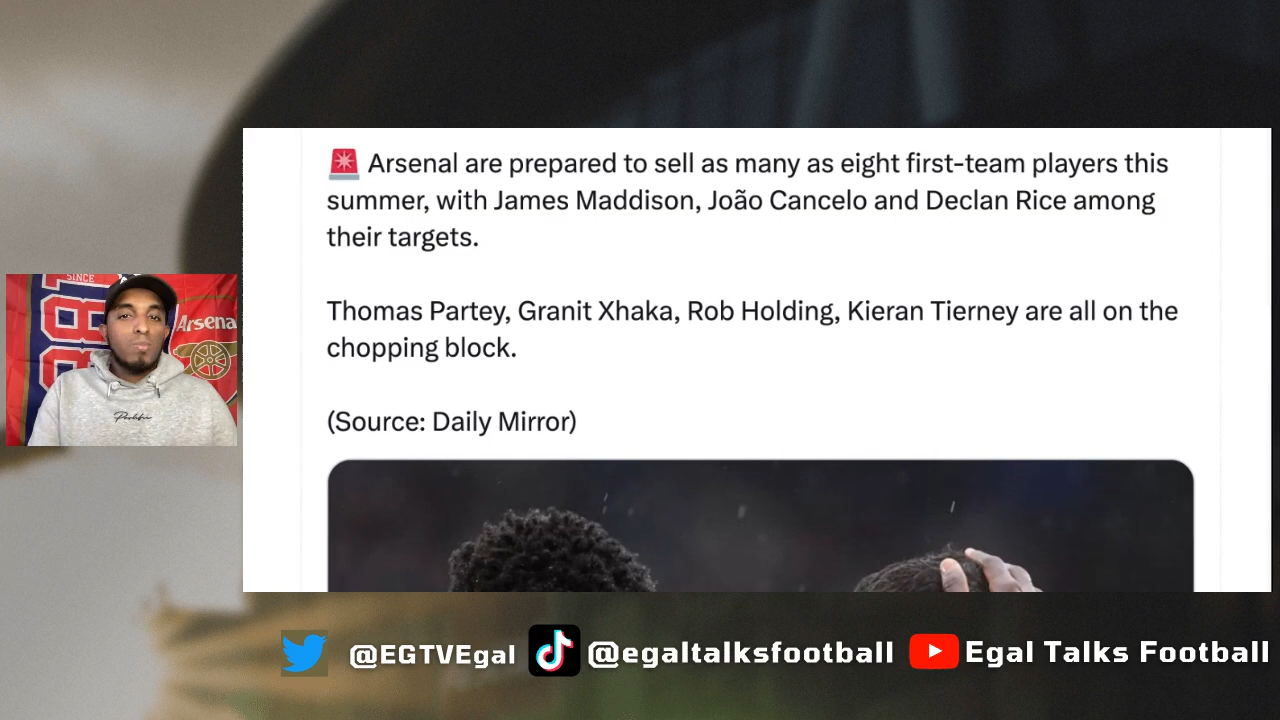 🚨 Arsenal are prepared to sell as many as eight first-team players this
summer, with James Maddison, João Cancelo and Declan Rice among
their targets.
Thomas Partey, Granit Xhaka, Rob Holding, Kieran Tierney are all on the
chopping block.
(Source: Daily Mirror)
SINCE
Arsenal
@EGTVEgal
@egaltalksfootball
Egal Talks Football